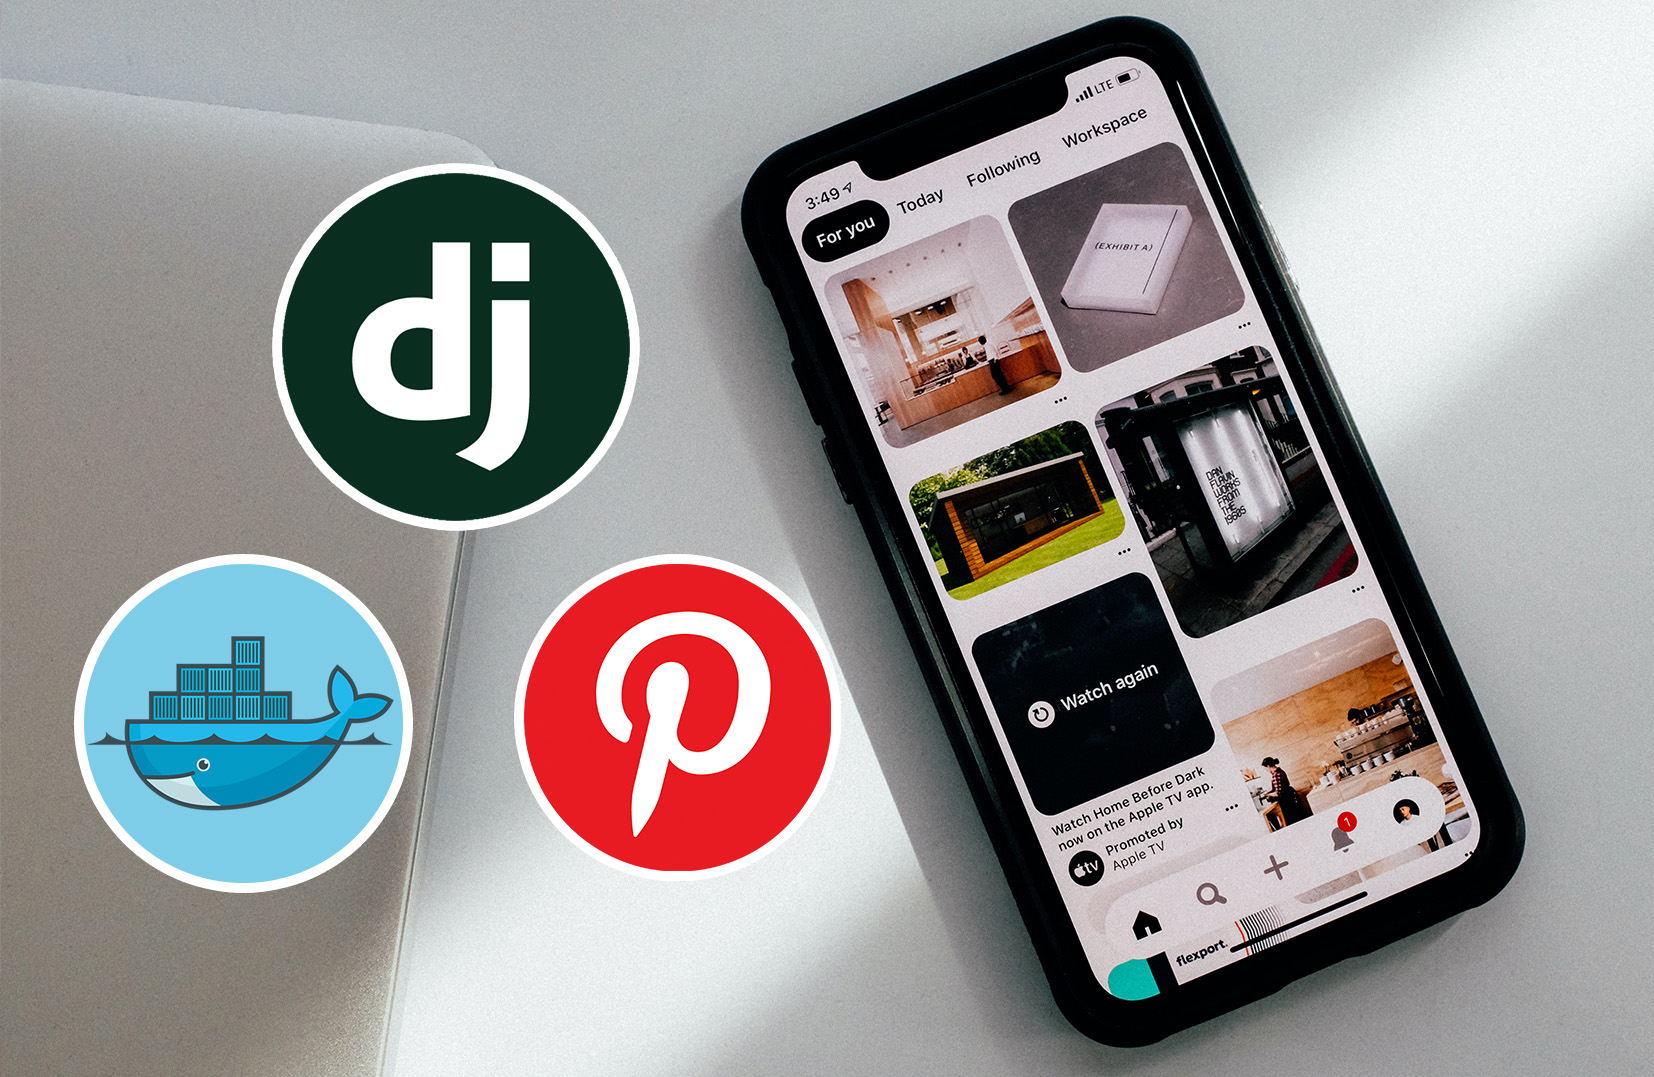 dj
3:49
LTE
For you
Today
Following
Workspace
(EXHIBIT A)
DAN
FLAVIN
WORKS
FROM
THE
1960S
Watch again
Watch Home Before Dark
now on the Apple TV app.
tv
Promoted by
Apple TV
1
flexport.